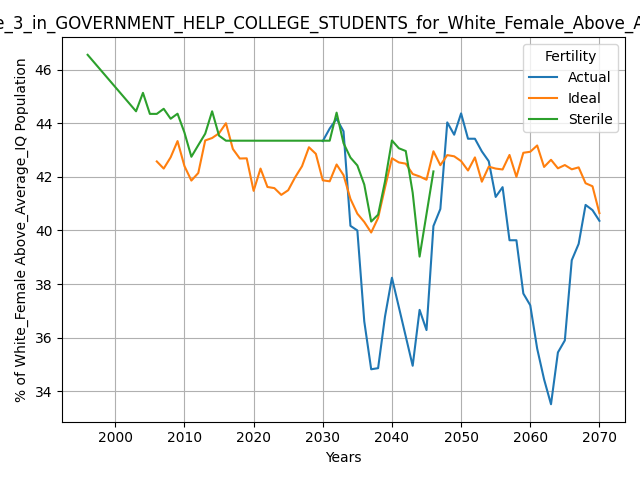 e_3_in_GOVERNMENT_HELP_COLLEGE_STUDENTS_for_White_Female_Above_A
Fertility
Actual
Ideal
Sterile
% of White_Female Above_Average_IQ Population
46
44
42
40
38
36
34
2000
2010
2020
2030
2040
2050
2060
2070
Years